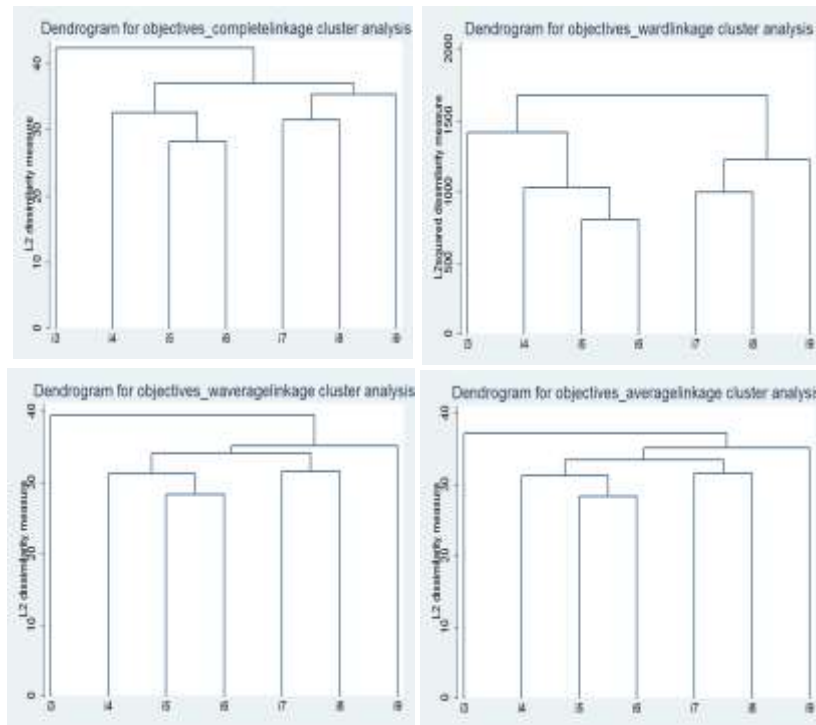 Dendrogram for objectives_completelinkage cluster analysis
L2 dissimilarity measure
40
30
20
10
0
i3 i4 i5 i6 i7 i8 i9
Dendrogram for objectives_wardlinkage cluster analysis
L2squared dissimilarity measure
2000
1500
1000
500
0
i3 i4 i5 i6 i7 i8 i9
Dendrogram for objectives_waveragelinkage cluster analysis
L2 dissimilarity measure
40
30
20
10
0
i3 i4 i5 i6 i7 i8 i9
Dendrogram for objectives_averagelinkage cluster analysis
L2 dissimilarity measure
40
30
20
10
0
i3 i4 i5 i6 i7 i8 i9